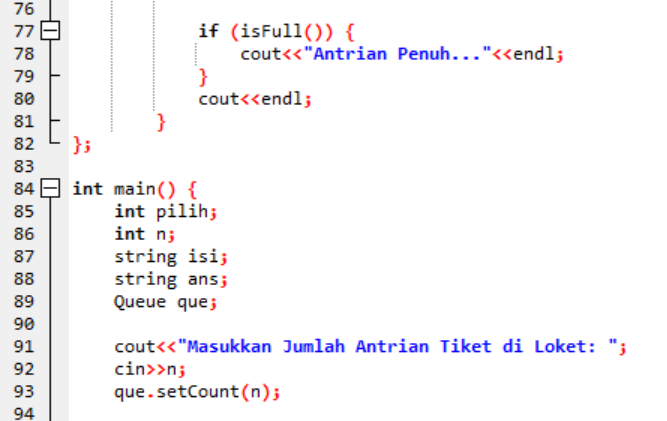 76
77 if (isFull()) {
78 cout<<"Antrian Penuh..."<<endl;
79 }
80 cout<<endl;
81 }
82 };
83
84 int main() {
85 int pilih;
86 int n;
87 string isi;
88 string ans;
89 Queue que;
90
91 cout<<"Masukkan Jumlah Antrian Tiket di Loket: ";
92 cin>>n;
93 que.setCount(n);
94